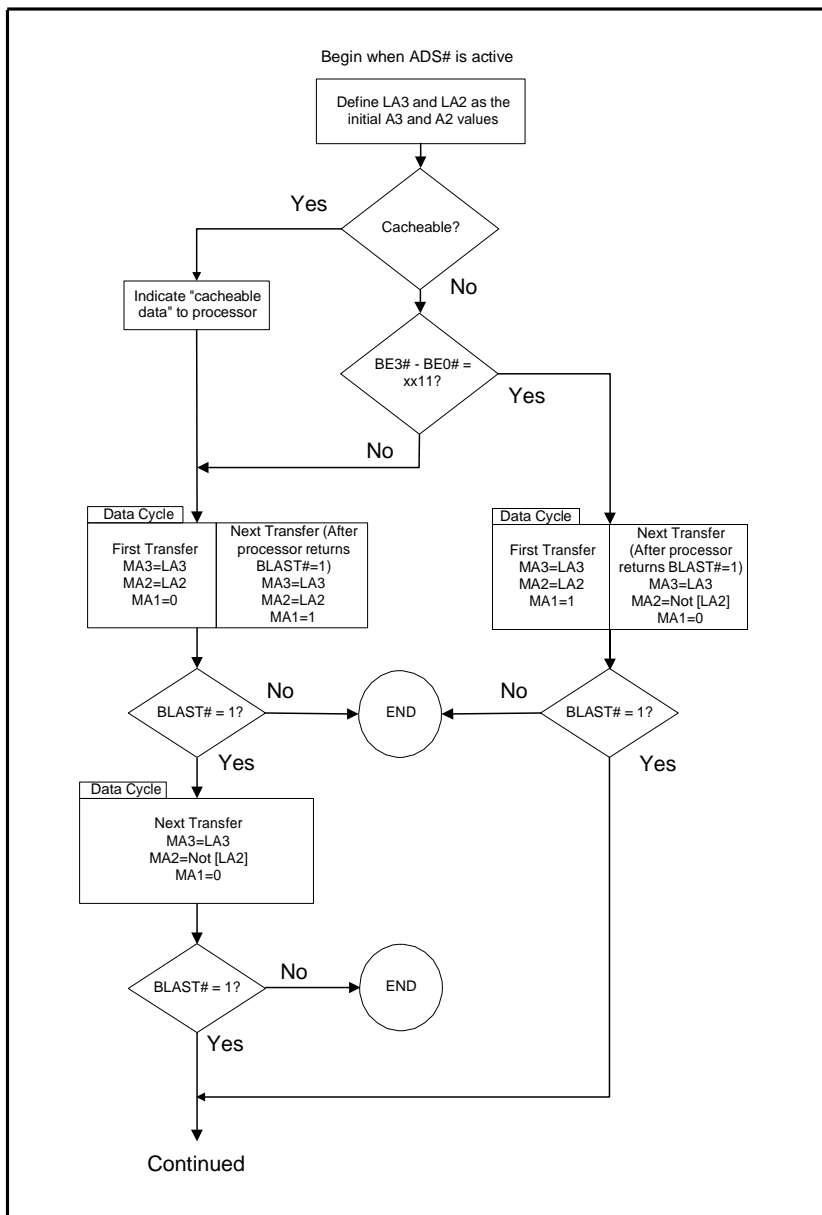 Begin when ADS# is active
Define LA3 and LA2 as the
initial A3 and A2 values
Yes
Cacheable?
No
Indicate "cacheable
data" to processor
BE3# - BE0# =
xx11?
Yes
No
Data Cycle
First Transfer
MA3=LA3
MA2=LA2
MA1=0
Next Transfer (After
processor returns
BLAST#=1)
MA3=LA3
MA2=LA2
MA1=1
Data Cycle
First Transfer
MA3=LA3
MA2=LA2
MA1=1
Next Transfer
(After processor
returns BLAST#=1)
MA3=LA3
MA2=Not [LA2]
MA1=0
BLAST# = 1?
No
END
No
BLAST# = 1?
Yes
Yes
Data Cycle
Next Transfer
MA3=LA3
MA2=Not [LA2]
MA1=0
BLAST# = 1?
No
END
Yes
Continued